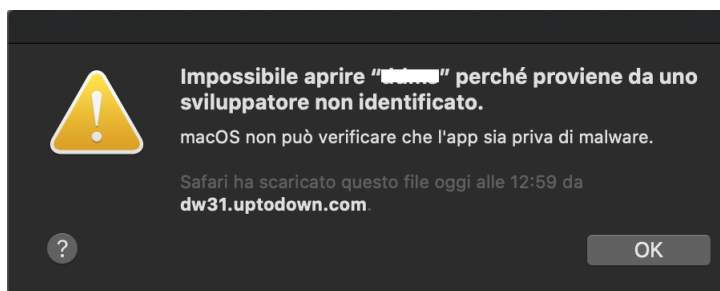 Impossibile aprire “” perché proviene da uno
sviluppatore non identificato.
macOS non può verificare che l'app sia priva di malware.
Safari ha scaricato questo file oggi alle 12:59 da
dw31.uptodown.com.
?
OK